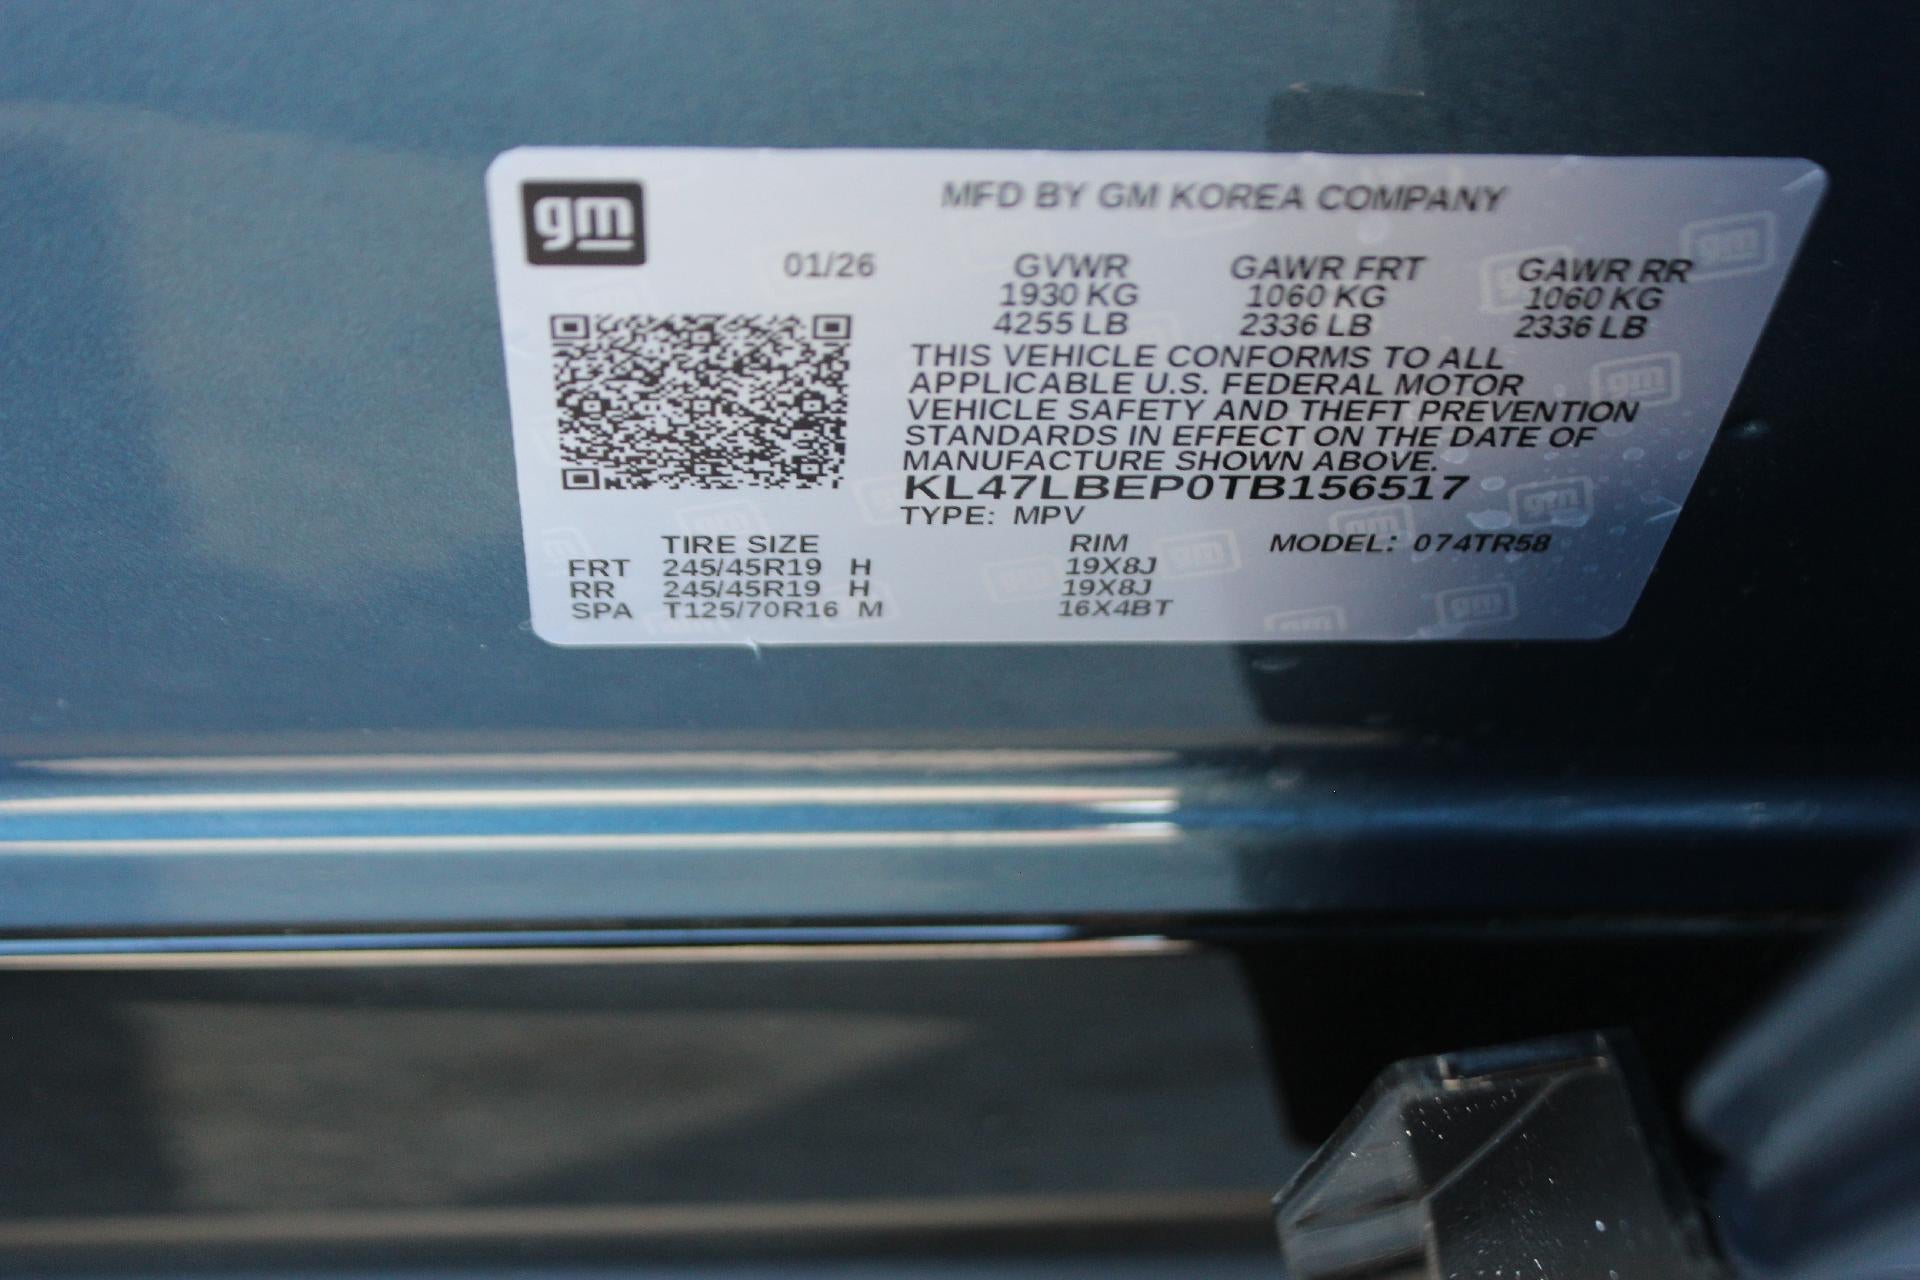 gm
MFD BY GM KOREA COMPANY
01/26 GVWR GAWR FRT GAWR RR
1930 KG 1060 KG 1060 KG
4255 LB 2336 LB 2336 LB
THIS VEHICLE CONFORMS TO ALL
APPLICABLE U.S. FEDERAL MOTOR
VEHICLE SAFETY AND THEFT PREVENTION
STANDARDS IN EFFECT ON THE DATE OF
MANUFACTURE SHOWN ABOVE.
KL47LBEP0TB156517
TYPE: MPV
TIRE SIZE RIM MODEL: 074TR58
FRT 245/45R19 H 19X8J
RR 245/45R19 H 19X8J
SPA T125/70R16 M 16X4BT